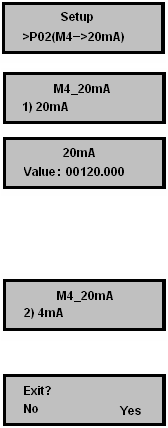 Setup
>P02(M4->20mA)
M4_20mA
1) 20mA
20mA
Value: 00120.000
M4_20mA
2) 4mA
Exit?
No Yes